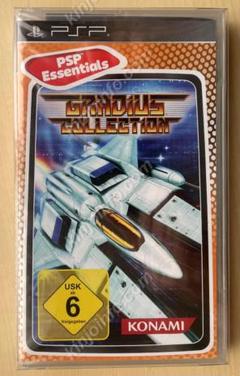 PSP
PSP
Essentials
GRADIUS
COLLECTION
USK
ab
6
freigegeben
KONAMI